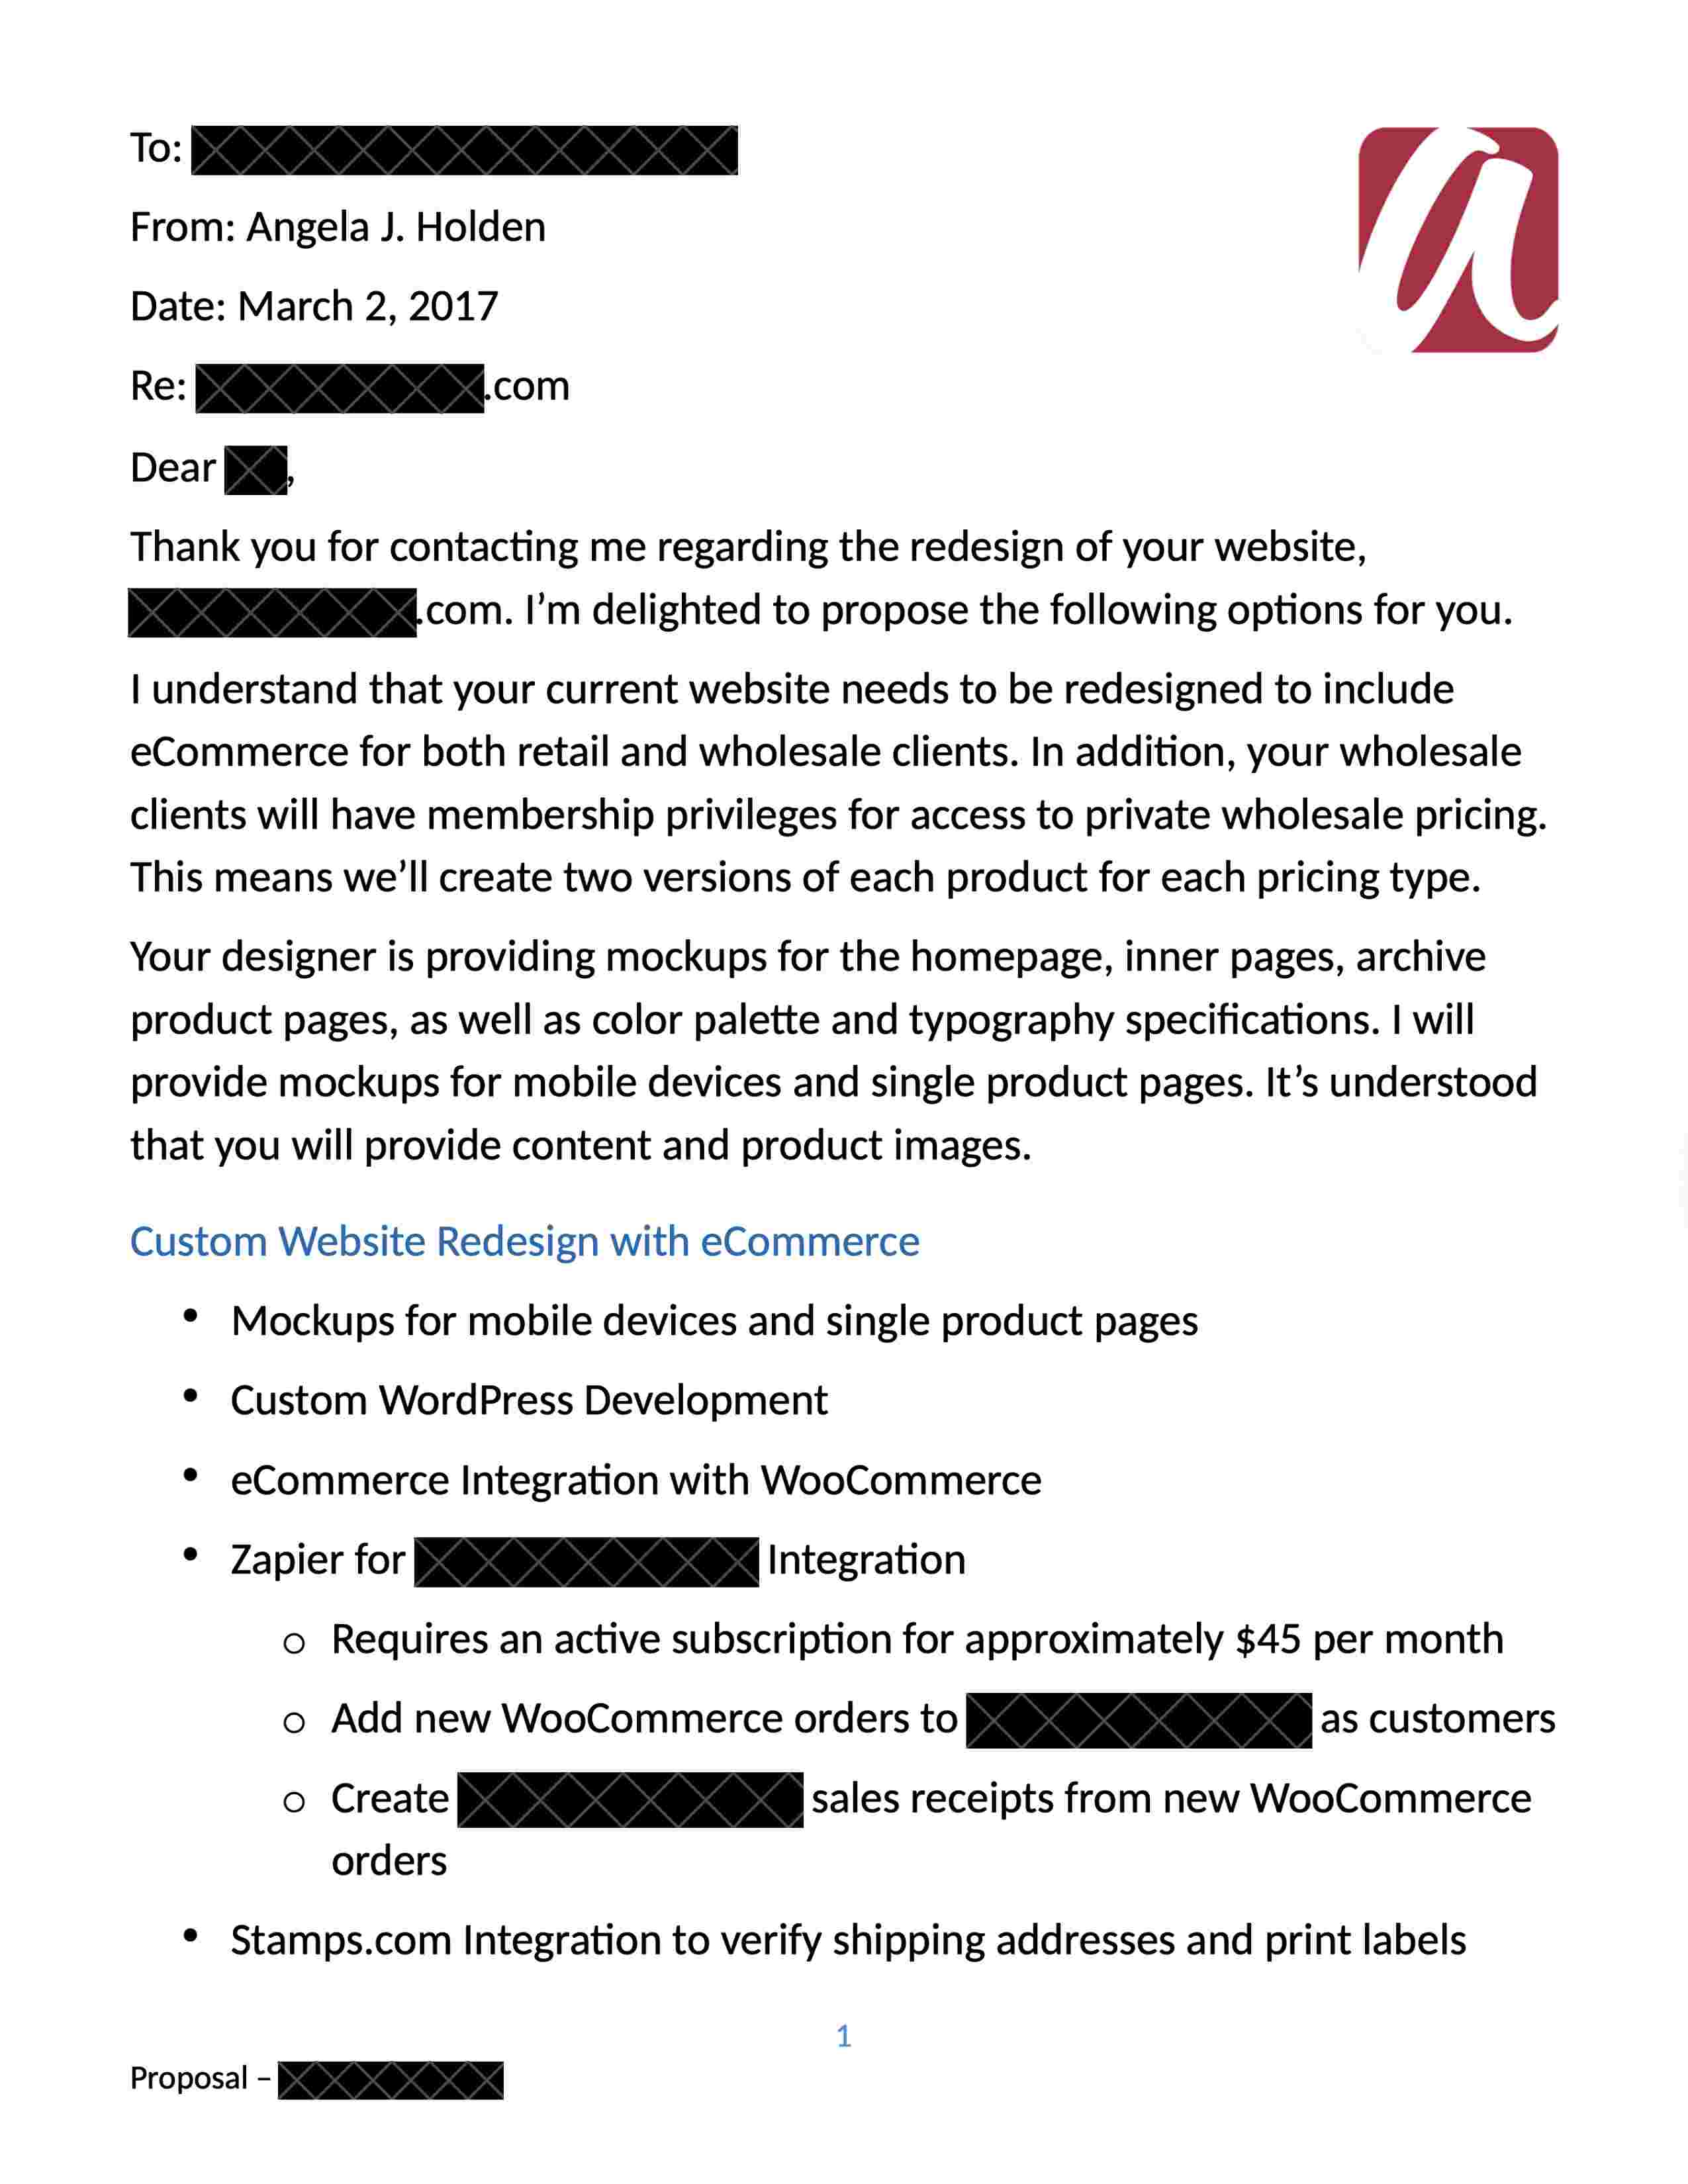 To:
From: Angela J. Holden
Date: March 2, 2017
Re: .com
Dear ,
Thank you for contacting me regarding the redesign of your website,
.com. I’m delighted to propose the following options for you.
I understand that your current website needs to be redesigned to include
eCommerce for both retail and wholesale clients. In addition, your wholesale
clients will have membership privileges for access to private wholesale pricing.
This means we’ll create two versions of each product for each pricing type.
Your designer is providing mockups for the homepage, inner pages, archive
product pages, as well as color palette and typography specifications. I will
provide mockups for mobile devices and single product pages. It’s understood
that you will provide content and product images.
Custom Website Redesign with eCommerce
• Mockups for mobile devices and single product pages
• Custom WordPress Development
• eCommerce Integration with WooCommerce
• Zapier for Integration
o Requires an active subscription for approximately $45 per month
o Add new WooCommerce orders to as customers
o Create sales receipts from new WooCommerce
orders
• Stamps.com Integration to verify shipping addresses and print labels
1
Proposal –